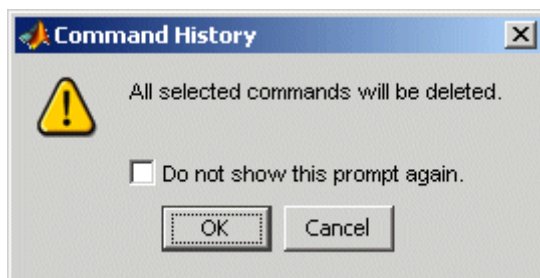 Command History
All selected commands will be deleted.
Do not show this prompt again.
OK Cancel